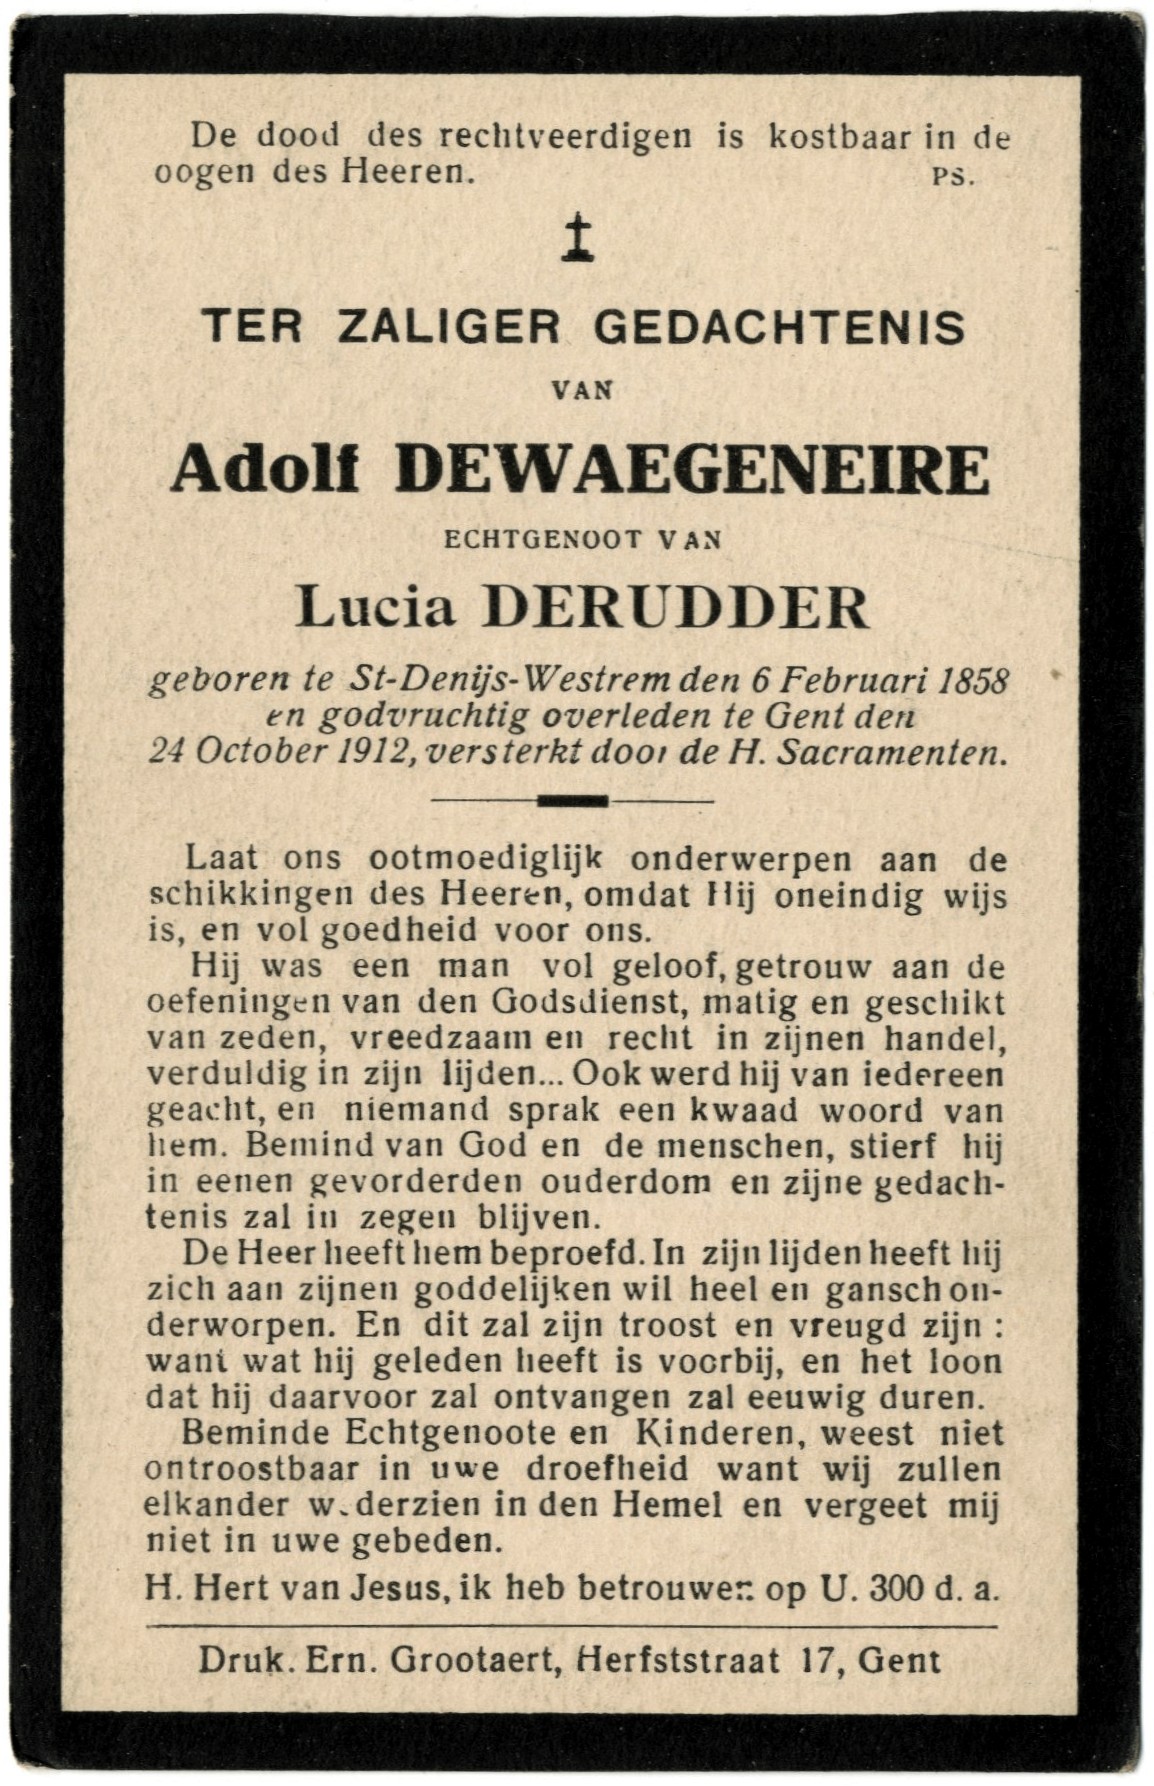 De dood des rechtveerdigen is kostbaar in de
oogen des Heeren. PS.
TER ZALIGER GEDACHTENIS
VAN
Adolf DEWAEGENEIRE
ECHTGENOOT VAN
Lucia DERUDDER
geboren te St-Denijs-Westrem den 6 Februari 1858
en godvruchtig overleden te Gent den
24 October 1912, versterkt door de H. Sacramenten.
Laat ons ootmoediglijk onderwerpen aan de
schikkingen des Heeren, omdat Hij oneindig wijs
is, en vol goedheid voor ons.
Hij was een man vol geloof, getrouw aan de
oefeningen van den Godsdienst, matig en geschikt
van zeden, vreedzaam en recht in zijnen handel,
verduldig in zijn lijden... Ook werd hij van iedereen
geacht, en niemand sprak een kwaad woord van
hem. Bemind van God en de menschen, stierf hij
in eenen gevorderden ouderdom en zijne gedach-
tenis zal in zegen blijven.
De Heer heeft hem beproefd. In zijn lijden heeft hij
zich aan zijnen goddelijken wil heel en gansch on-
derworpen. En dit zal zijn troost en vreugd zijn :
want wat hij geleden heeft is voorbij, en het loon
dat hij daarvoor zal ontvangen zal eeuwig duren.
Beminde Echtgenoote en Kinderen, weest niet
ontroostbaar in uwe droefheid want wij zullen
elkander wederzien in den Hemel en vergeet mij
niet in uwe gebeden.
H. Hert van Jesus, ik heb betrouwen op U. 300 d. a.
Druk. Ern. Grootaert, Herfststraat 17, Gent